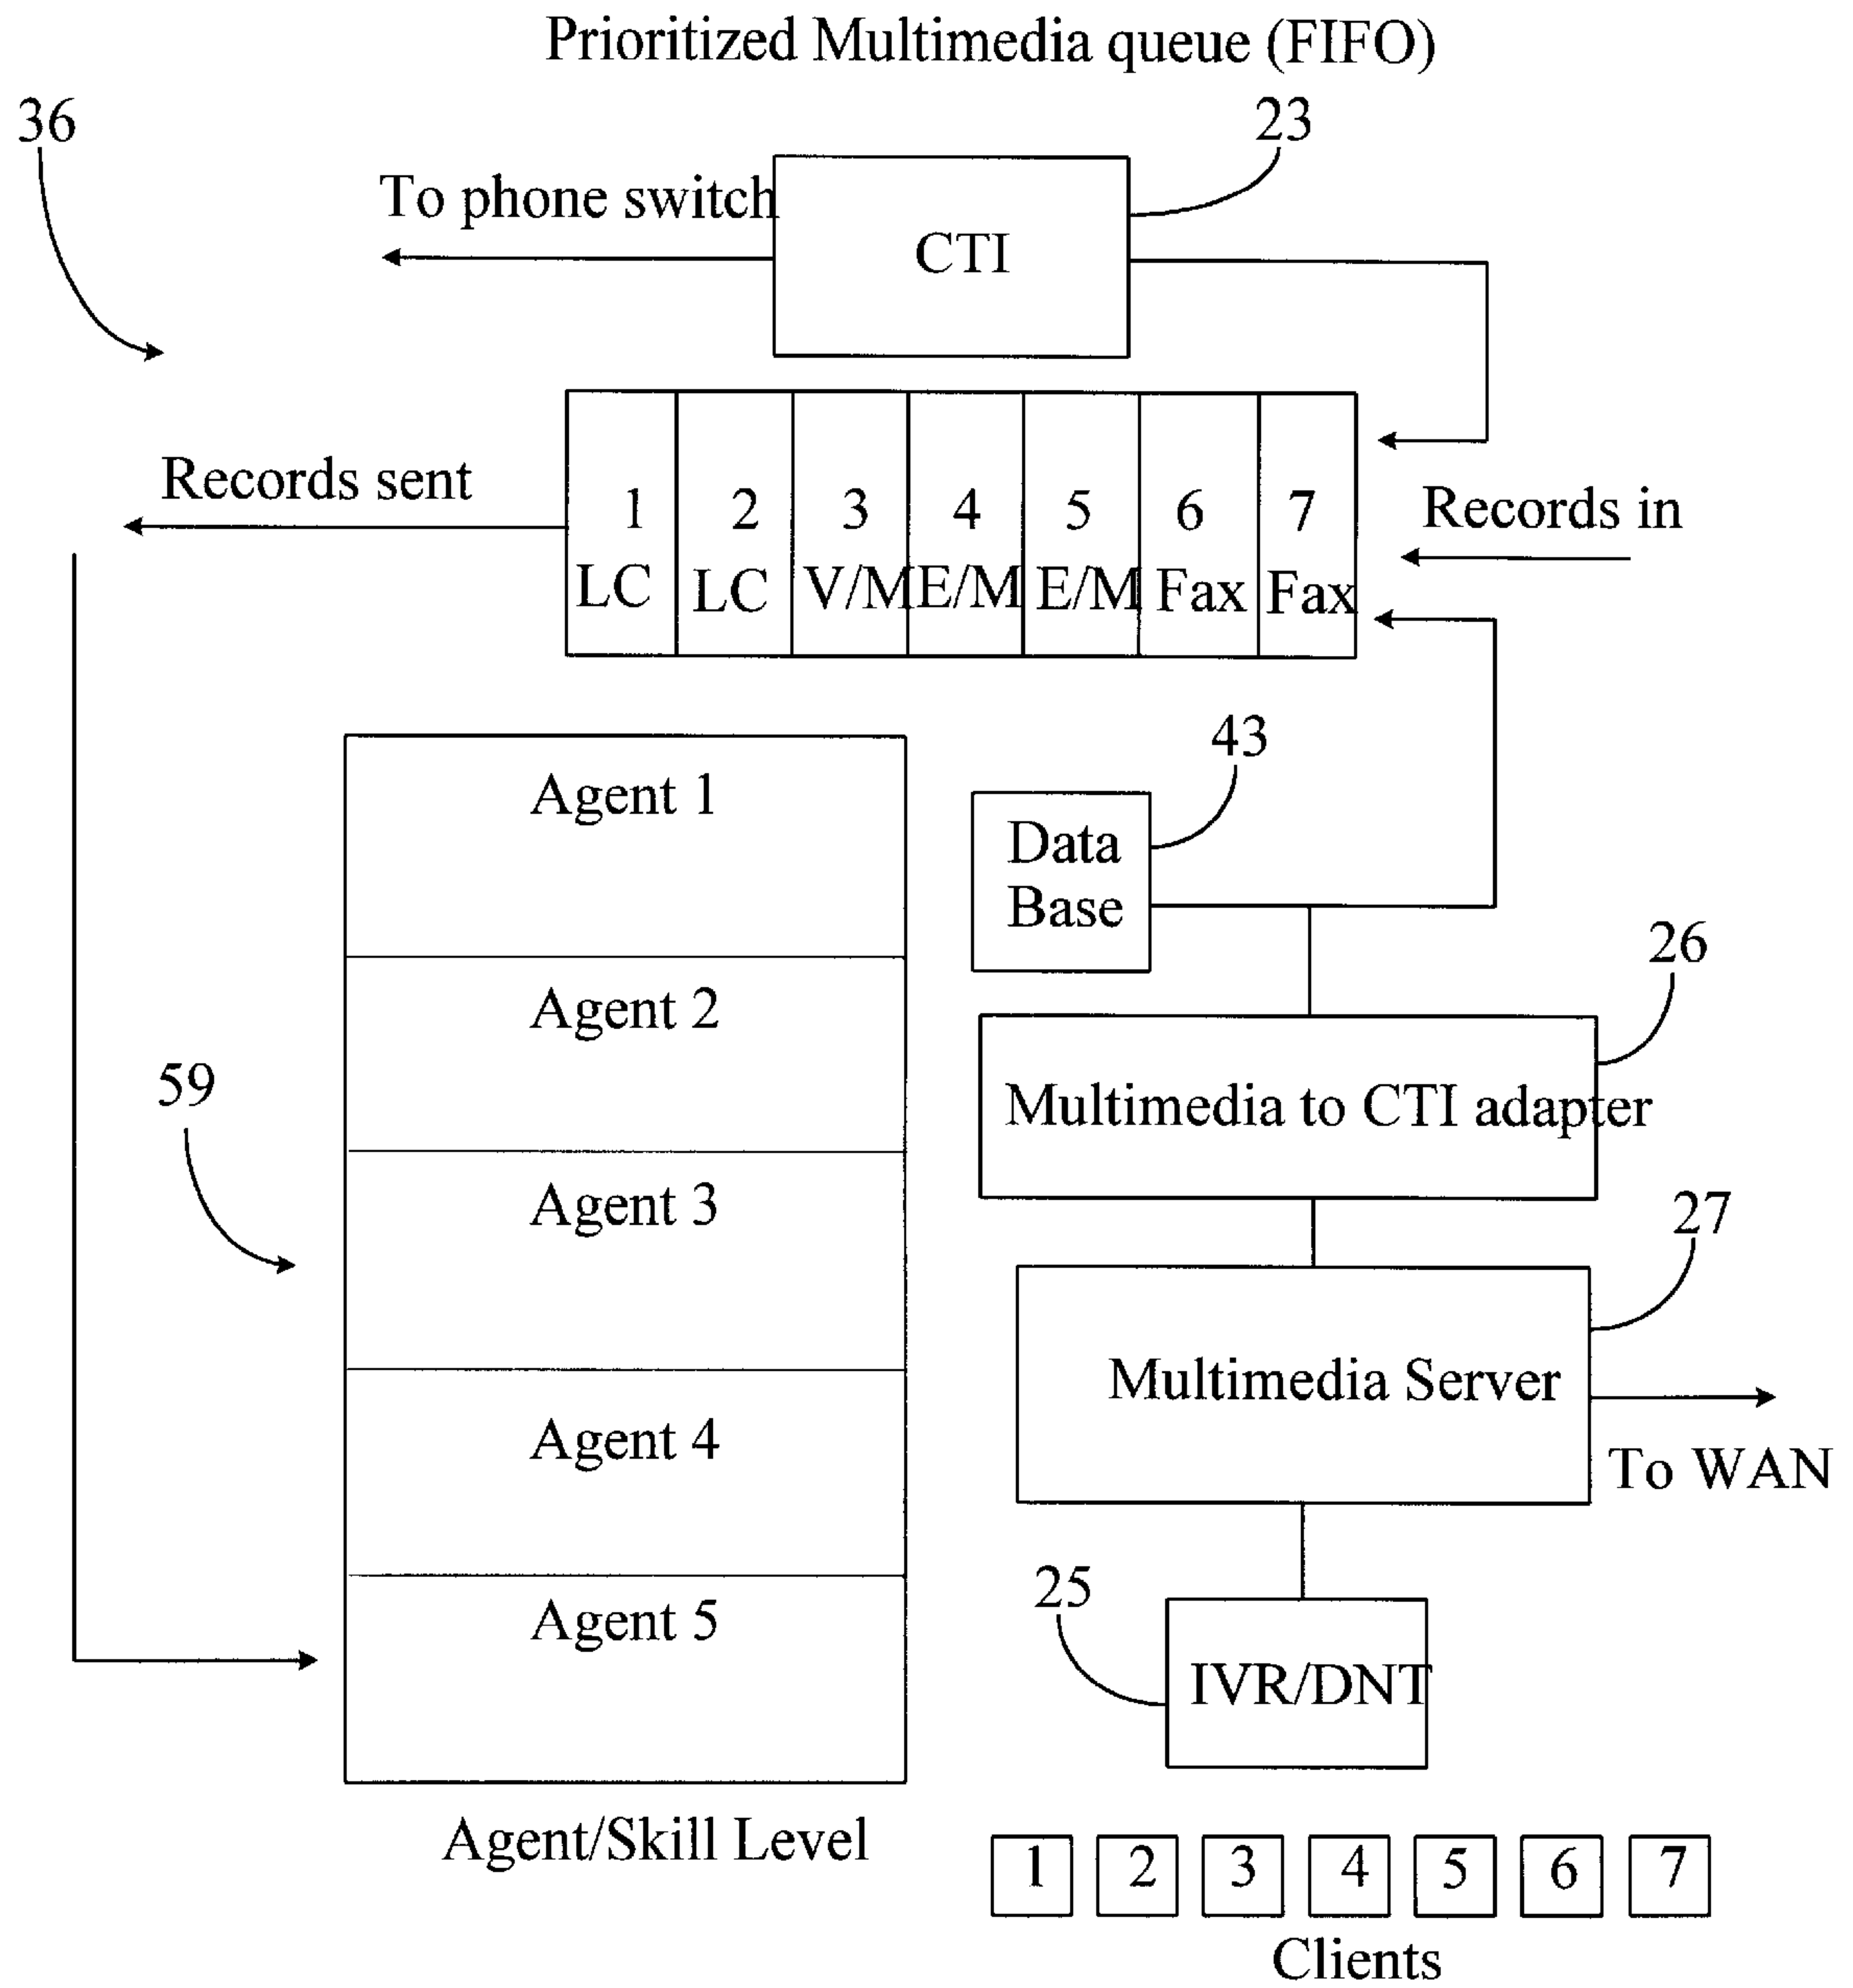 Prioritized Multimedia queue (FIFO)
36
23
To phone switch
CTI
Records sent
1 2 3 4 5 6 7
LC LC V/M E/M E/M Fax Fax
Records in
43
Agent 1
Data
Base
26
Agent 2
59
Multimedia to CTI adapter
Agent 3
27
Multimedia Server
Agent 4
To WAN
25
Agent 5
IVR/DNT
Agent/Skill Level
1 2 3 4 5 6 7
Clients